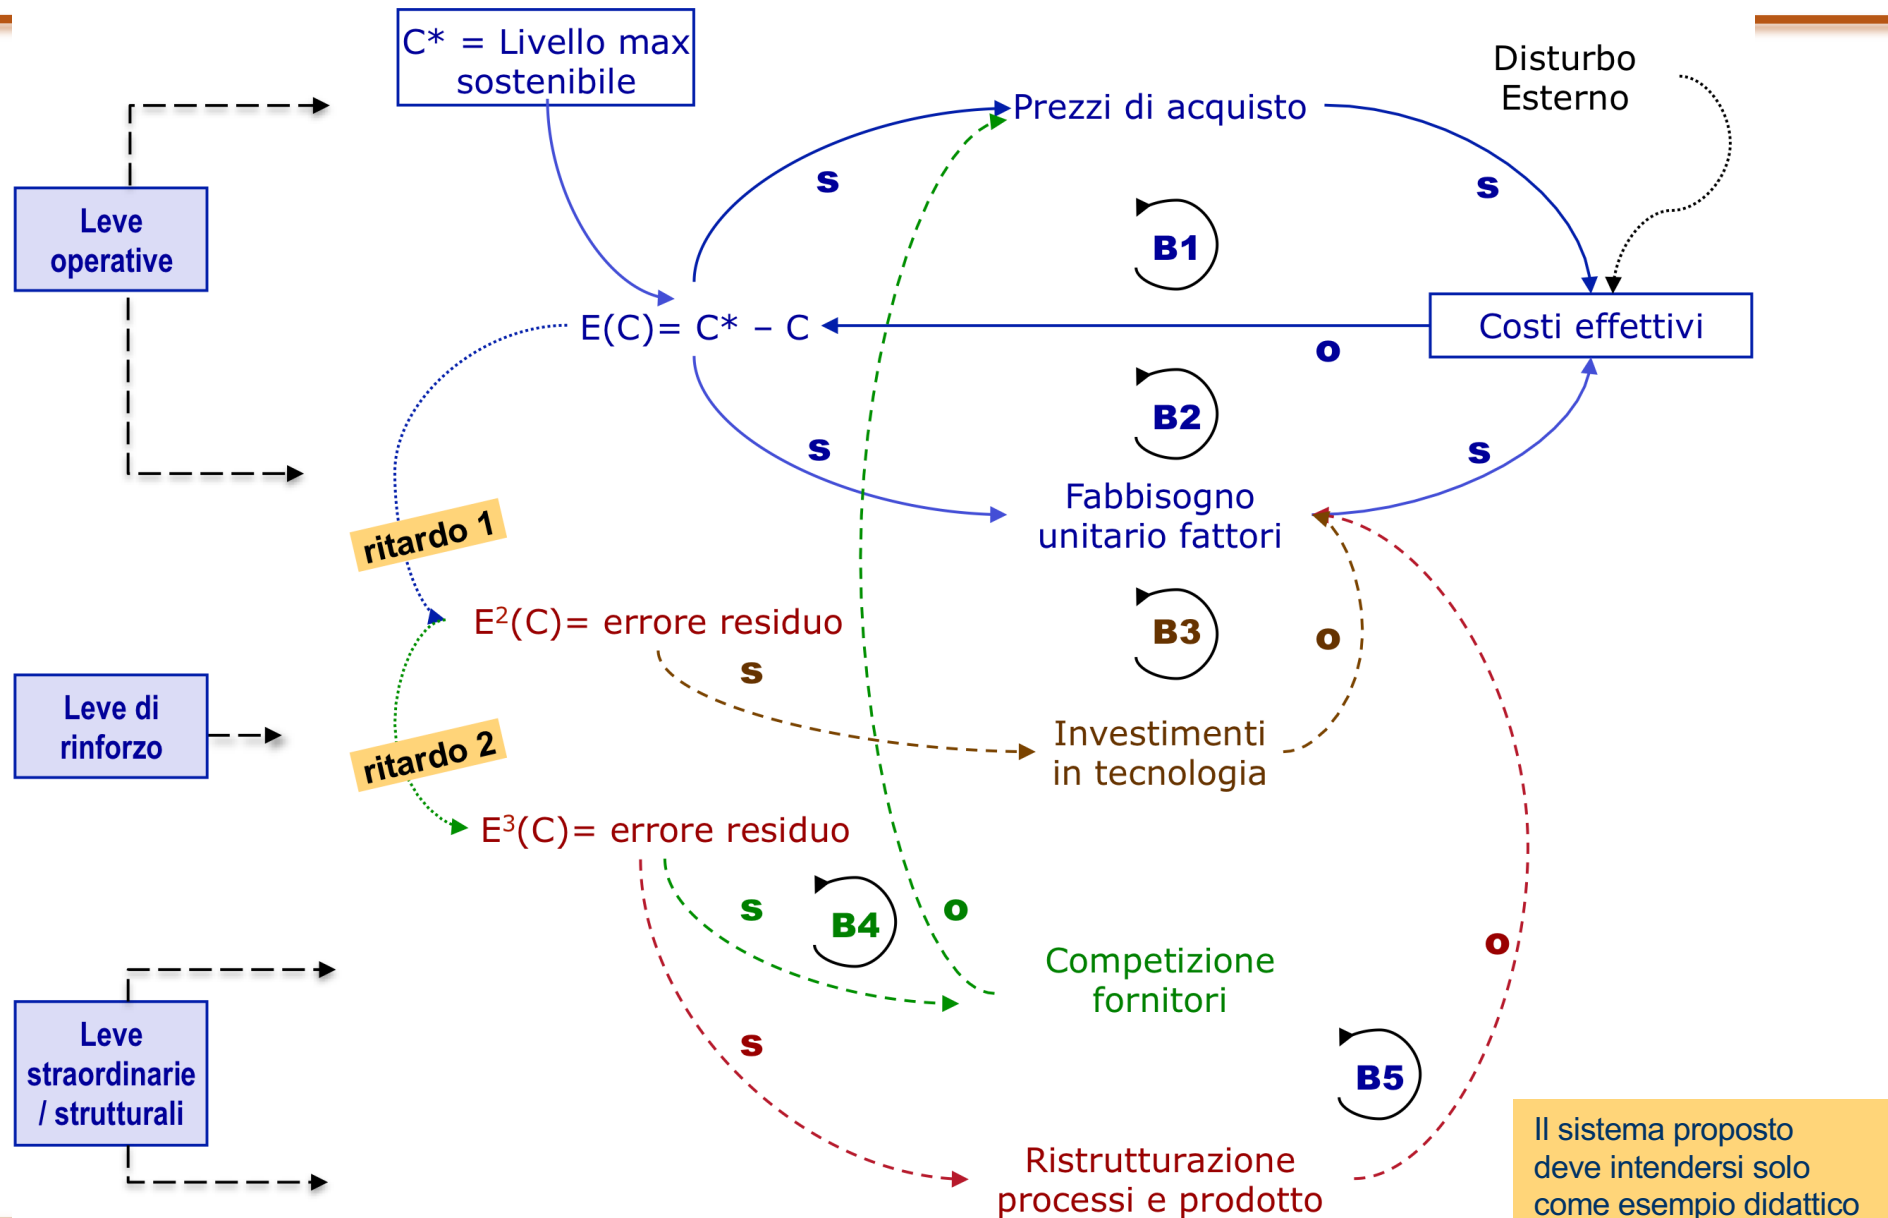 C* = Livello max
sostenibile
Disturbo
Esterno
Prezzi di acquisto
s
s
Leve
operative
B1
E(C)= C* – C
Costi effettivi
o
B2
s
s
Fabbisogno
unitario fattori
ritardo 1
E²(C)= errore residuo
B3
o
s
Leve di
rinforzo
Investimenti
in tecnologia
ritardo 2
E³(C)= errore residuo
s
B4
o
o
Competizione
fornitori
Leve
straordinarie
/ strutturali
s
B5
Il sistema proposto
deve intendersi solo
come esempio didattico
Ristrutturazione
processi e prodotto